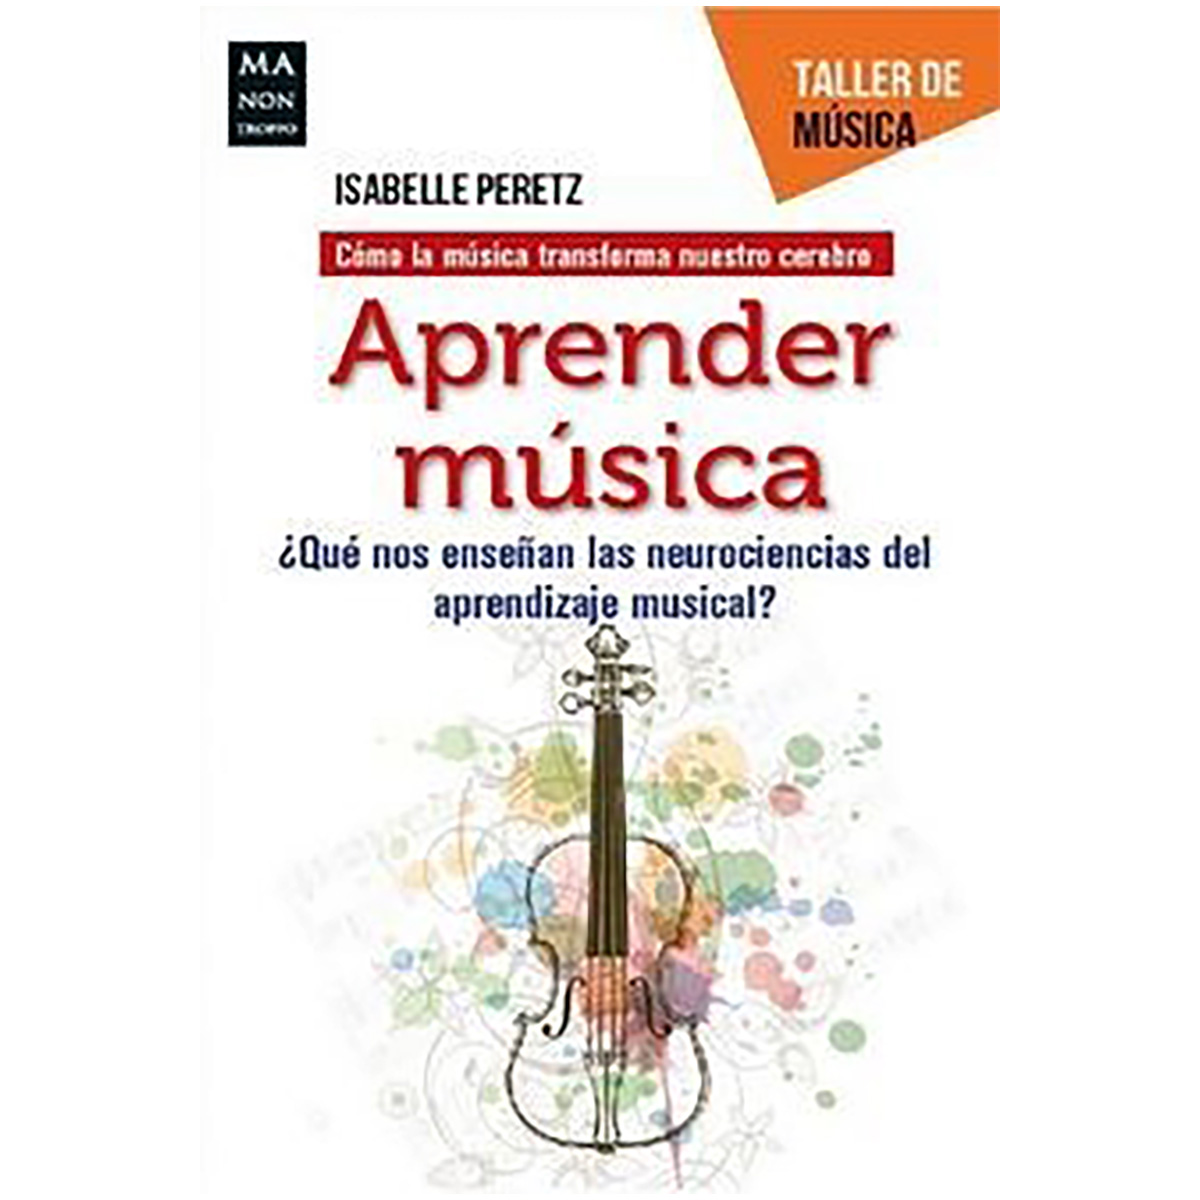 MA
NON
TROPPO
TALLER DE
MÚSICA
ISABELLE PERETZ
Cómo la música transforma nuestro cerebro
Aprender
música
¿Qué nos enseñan las neurociencias del
aprendizaje musical?